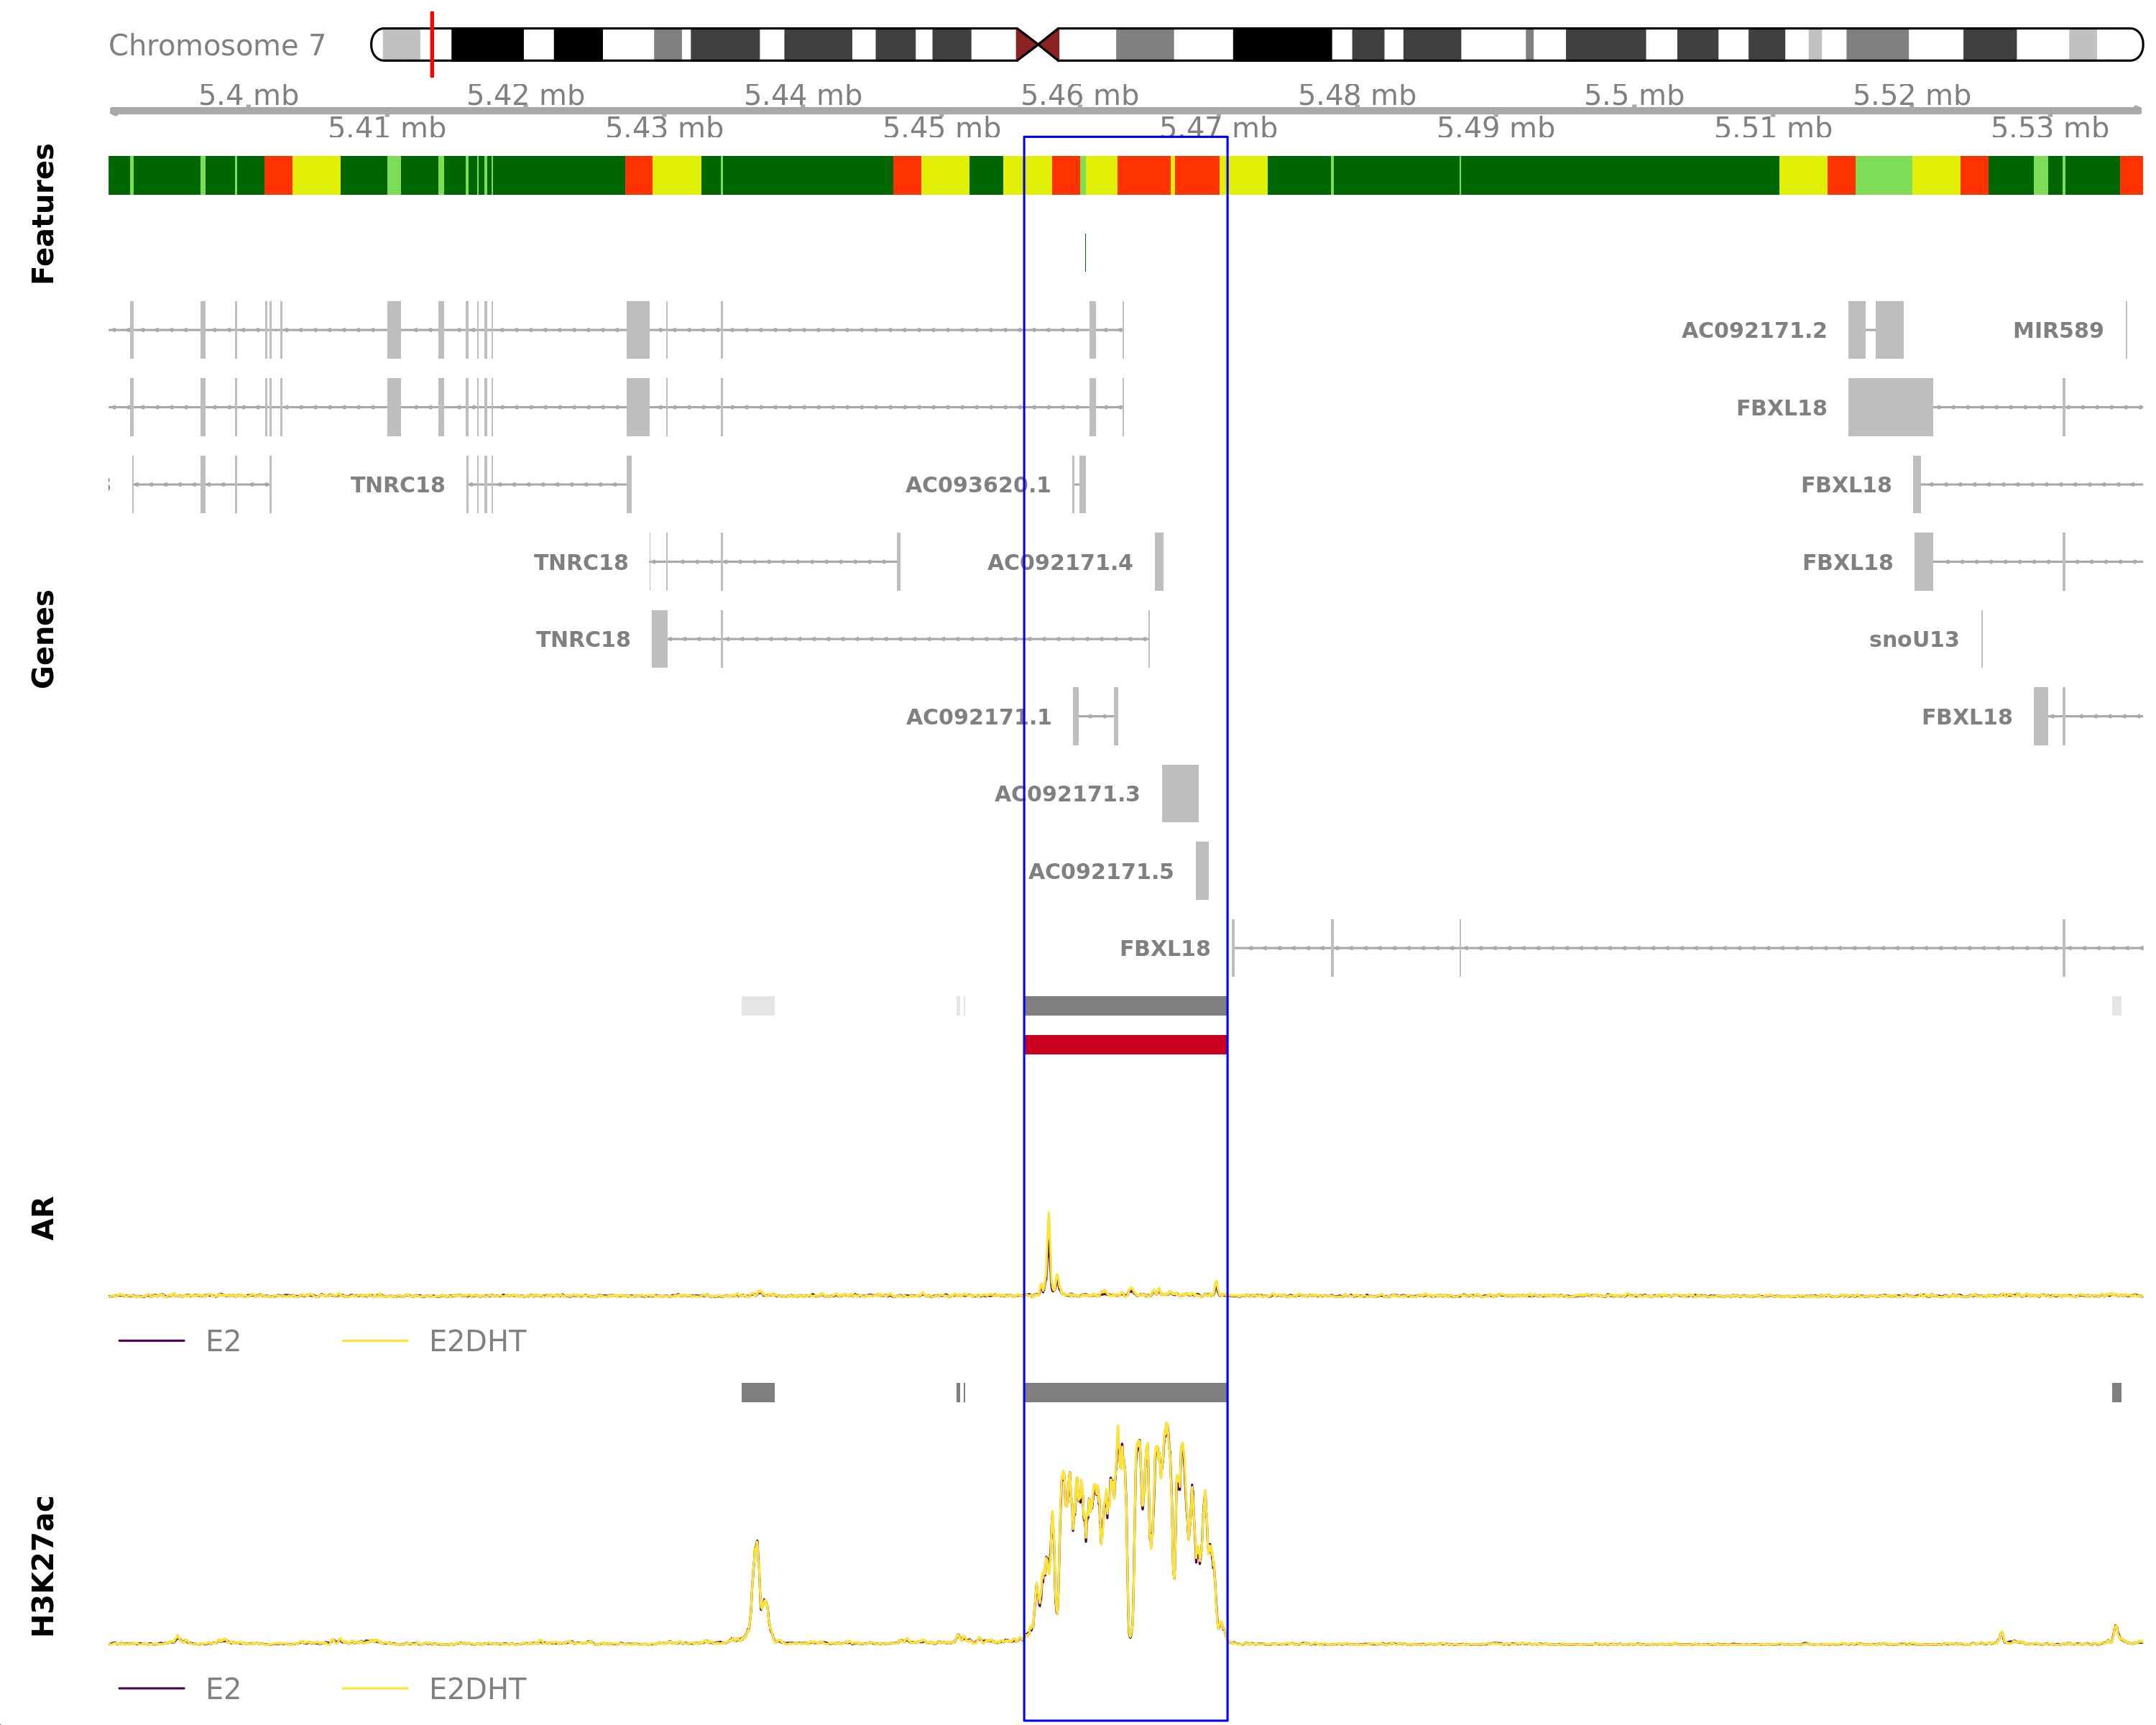 Chromosome 7
5.4 mb 5.42 mb 5.44 mb 5.46 mb 5.48 mb 5.5 mb 5.52 mb
5.41 mb 5.43 mb 5.45 mb 5.47 mb 5.49 mb 5.51 mb 5.53 mb
Features
AC092171.2 MIR589
FBXL18
TNRC18 AC093620.1 FBXL18
TNRC18 AC092171.4 FBXL18
Genes
TNRC18 snoU13
AC092171.1 FBXL18
AC092171.3
AC092171.5
FBXL18
AR
E2 E2DHT
H3K27ac
E2 E2DHT